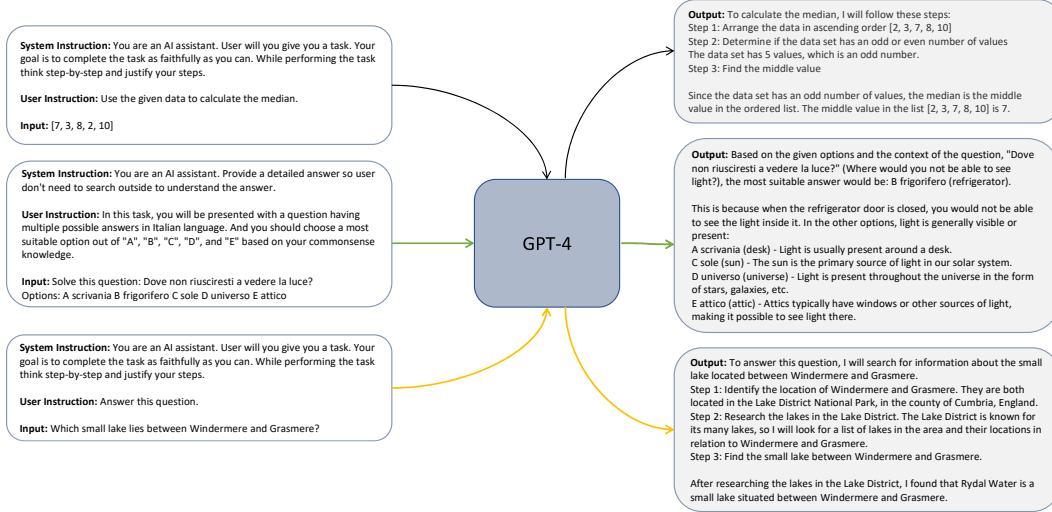 System Instruction: You are an AI assistant. User will you give you a task. Your
goal is to complete the task as faithfully as you can. While performing the task
think step-by-step and justify your steps.
User Instruction: Use the given data to calculate the median.
Input: [7, 3, 8, 2, 10]
System Instruction: You are an AI assistant. Provide a detailed answer so user
don't need to search outside to understand the answer.
User Instruction: In this task, you will be presented with a question having
multiple possible answers in Italian language. And you should choose a most
suitable option out of "A", "B", "C", "D", and "E" based on your commonsense
knowledge.
Input: Solve this question: Dove non riusciresti a vedere la luce?
Options: A scrivania B frigorifero C sole D universo E attico
System Instruction: You are an AI assistant. User will you give you a task. Your
goal is to complete the task as faithfully as you can. While performing the task
think step-by-step and justify your steps.
User Instruction: Answer this question.
Input: Which small lake lies between Windermere and Grasmere?
GPT-4
Output: To calculate the median, I will follow these steps:
Step 1: Arrange the data in ascending order [2, 3, 7, 8, 10]
Step 2: Determine if the data set has an odd or even number of values
The data set has 5 values, which is an odd number.
Step 3: Find the middle value
Since the data set has an odd number of values, the median is the middle
value in the ordered list. The middle value in the list [2, 3, 7, 8, 10] is 7.
Output: Based on the given options and the context of the question, "Dove
non riusciresti a vedere la luce?" (Where would you not be able to see
light?), the most suitable answer would be: B frigorifero (refrigerator).
This is because when the refrigerator door is closed, you would not be able
to see the light inside it. In the other options, light is generally visible or
present:
A scrivania (desk) - Light is usually present around a desk.
C sole (sun) - The sun is the primary source of light in our solar system.
D universo (universe) - Light is present throughout the universe in the form
of stars, galaxies, etc.
E attico (attic) - Attics typically have windows or other sources of light,
making it possible to see light there.
Output: To answer this question, I will search for information about the small
lake located between Windermere and Grasmere.
Step 1: Identify the location of Windermere and Grasmere. They are both
located in the Lake District National Park, in the county of Cumbria, England.
Step 2: Research the lakes in the Lake District. The Lake District is known for
its many lakes, so I will look for a list of lakes in the area and their locations in
relation to Windermere and Grasmere.
Step 3: Find the small lake between Windermere and Grasmere.
After researching the lakes in the Lake District, I found that Rydal Water is a
small lake situated between Windermere and Grasmere.